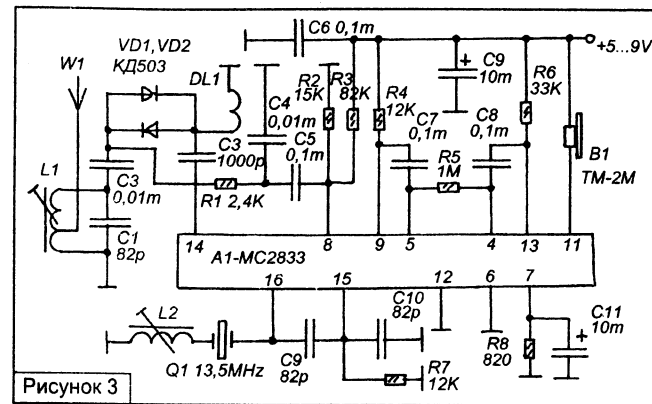 C6 0,1m
VD1,VD2
КД503
W1
DL1
C4
0,01m
R2
15K
R3
82K
R4
12K
C9
10m
R6
33K
+5...9V
C5
0,1m
C7
0,1m
C8
0,1m
L1
C3
0,01m
C3
1000p
R1 2,4K
R5
1M
B1
TM-2M
C1
82p
14
8
9
5
4
13
11
A1-MC2833
16
15
12
6
7
L2
Q1 13,5MHz
C9
82p
C10
82p
R7
12K
R8
820
C11
10m
+
+
Рисунок 3